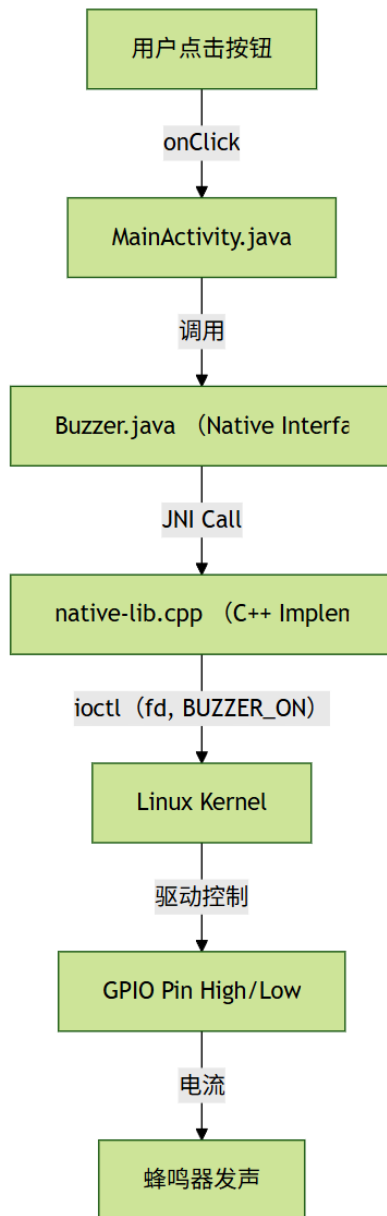 用户点击按钮
onClick
MainActivity.java
调用
Buzzer.java （Native Interfa
JNI Call
native-lib.cpp （C++ Implem
ioctl（fd, BUZZER_ON）
Linux Kernel
驱动控制
GPIO Pin High/Low
电流
蜂鸣器发声